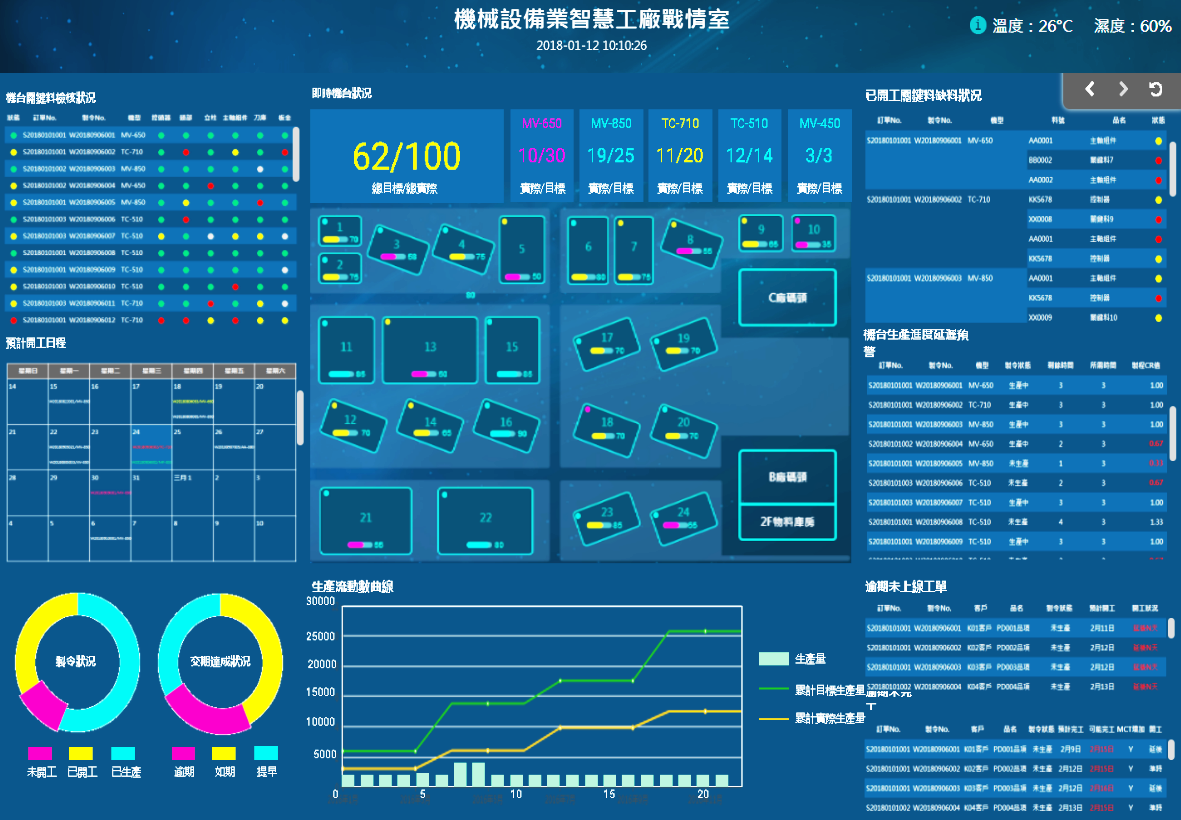 機械設備業智慧工廠戰情室
2018-01-12 10:10:26
溫度：26°C 濕度：60%
機台關鍵料檢核狀況
狀態 訂單No. 製令No. 機型 控頭器 頭部 立柱 主軸組件 刀庫 鈑金
S20180101001 W20180906001 MV-650
S20180101001 W20180906002 TC-710
S20180101002 W20180906003 MV-850
S20180101002 W20180906004 MV-650
S20180101001 W20180906005 MV-850
S20180101003 W20180906006 TC-510
S20180101003 W20180906007 TC-510
S20180101001 W20180906008 TC-510
S20180101001 W20180906009 TC-510
S20180101003 W20180906010 TC-510
S20180101003 W20180906011 TC-710
S20180101001 W20180906012 TC-710
預計開工日程
星期日 星期一 星期二 星期三 星期四 星期五 星期六
14 15 16 17 18 19 20
21 22 23 24 25 26 27
28 29 30 31 三月 1 2 3
4 5 6 7 8 9 10
製令狀況
未開工 已開工 已生產
交期達成狀況
逾期 如期 提早
即時機台狀況
62/100
總目標/總實際
MV-550
10/30
實際/目標
MV-850
19/25
實際/目標
TC-710
11/20
實際/目標
TC-510
12/14
實際/目標
MV-450
3/3
實際/目標
1 70
2 75
3
4 75
5 50
6 80
7 75
8
9
10
C廠碼頭
11
13 50
15
12 70
14
16 90
17 70
19 70
18 70
20 70
B廠碼頭
2F物料庫房
21
22 80
23
24
生產流動數曲線
30000
25000
20000
15000
10000
5000
0 5 10 15 20
生產量
累計目標生產量
累計實際生產量
已開工關鍵料缺料狀況
訂單No. 製令No. 機型 料號 品名 狀態
S20180101001 W20180906001 MV-650 AA0001 主軸組件
BB0002 關鍵料7
AA0002 主軸組件
S20180101001 W20180906002 TC-710 KK5678 控制器
XX0008 關鍵料9
AA0001 主軸組件
KK5678 控制器
S20180101001 W20180906003 MV-850 AA0001 主軸組件
KK5678 控制器
XX0009 關鍵料10
機台生產進度延遲預
警
訂單No. 製令No. 機型 製令狀態 剩餘時間 所需時間 製程CR值
S20180101001 W20180906001 MV-650 生產中 3 3 1.00
S20180101001 W20180906002 TC-710 生產中 3 3 1.00
S20180101001 W20180906003 MV-850 生產中 3 3 1.00
S20180101002 W20180906004 MV-650 生產中 2 3 0.67
S20180101001 W20180906005 MV-850 未生產 1 3 0.33
S20180101003 W20180906006 TC-510 未生產 2 3 0.67
S20180101003 W20180906007 TC-510 生產中 3 3 1.00
S20180101001 W20180906008 TC-510 未生產 4 3 1.33
S20180101001 W20180906009 TC-510 生產中 3 3 1.00
逾期未上線工單
訂單No. 製令No. 客戶 品名 製令狀態 預計開工 開工狀況
S20180101001 W20180906001 K01客戶 PD001品項 未生產 2月11日 延遲N天
S20180101001 W20180906002 K02客戶 PD002品項 未生產 2月12日 延遲N天
S20180101001 W20180906003 K03客戶 PD003品項 未生產 2月12日 延遲N天
S20180101002 W20180906004 K04客戶 PD004品項 未生產 2月13日 延遲N天
逾期未完
工
訂單No. 製令No. 客戶 品名 製令狀態 預計完工 可能完工 MCT增加 開工
S20180101001 W20180906001 K01客戶 PD001品項 未生產 2月9日 Y 延後
S20180101001 W20180906002 K02客戶 PD002品項 未生產 2月12日 2月15日 Y 準時
S20180101001 W20180906003 K03客戶 PD003品項 未生產 2月12日 Y 延後
S20180101002 W20180906004 K04客戶 PD004品項 未生產 2月13日 2月15日 Y 準時